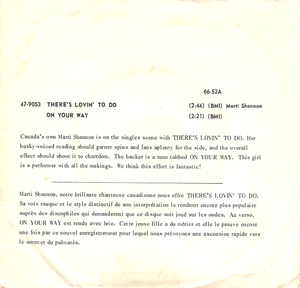 66-52A
47-9053 THERE'S LOVIN' TO DO (2:44) (BMI) Marti Shannon
ON YOUR WAY (2:21) (BMI)
Canada's own Marti Shannon is on the singles scene with THERE'S LOVIN' TO DO. Her
husky-voiced reading should garner spins and fans aplenty for the side, and the overall
effect should shoot it to chartdom. The backer is a tune tabbed ON YOUR WAY. This girl
is a performer with all the makings. We think this effort is fantastic!
Marti Shannon, notre brillante chanteuse canadienne nous offre THERE'S LOVIN' TO DO.
Sa voix rauque et le style distinctif de son interprétation la rendront encore plus populaire
auprès des discophiles qui demanderont que ce disque soit joué sur les ondes. Au verso,
ON YOUR WAY est rendu avec brio. Cette jeune fille a du métier et elle le prouve encore
une fois par ce nouvel enregistrement pour lequel nous prévoyons une ascension rapide vers
le sommet du palmarès.